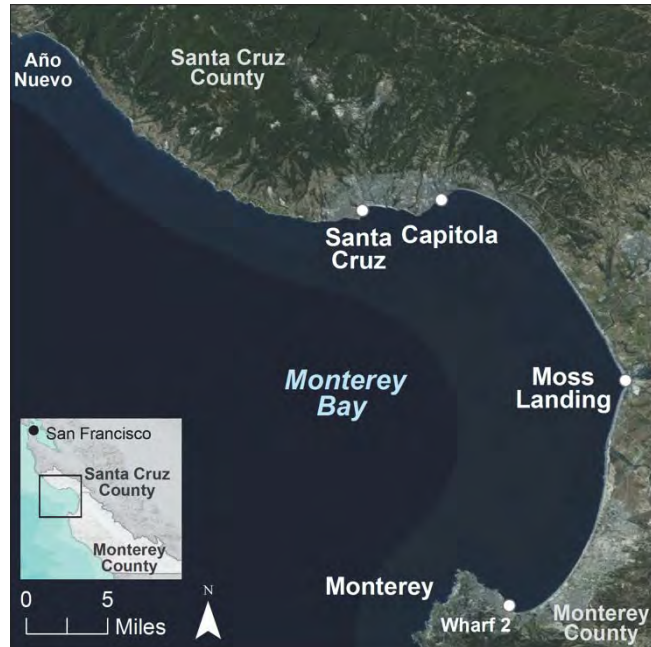 Año
Nuevo
Santa Cruz
County
Santa
Cruz
Capitola
Monterey
Bay
Moss
Landing
San Francisco
Santa Cruz
County
Monterey
County
0 5
Miles
N
Monterey
Wharf 2
Monterey
County